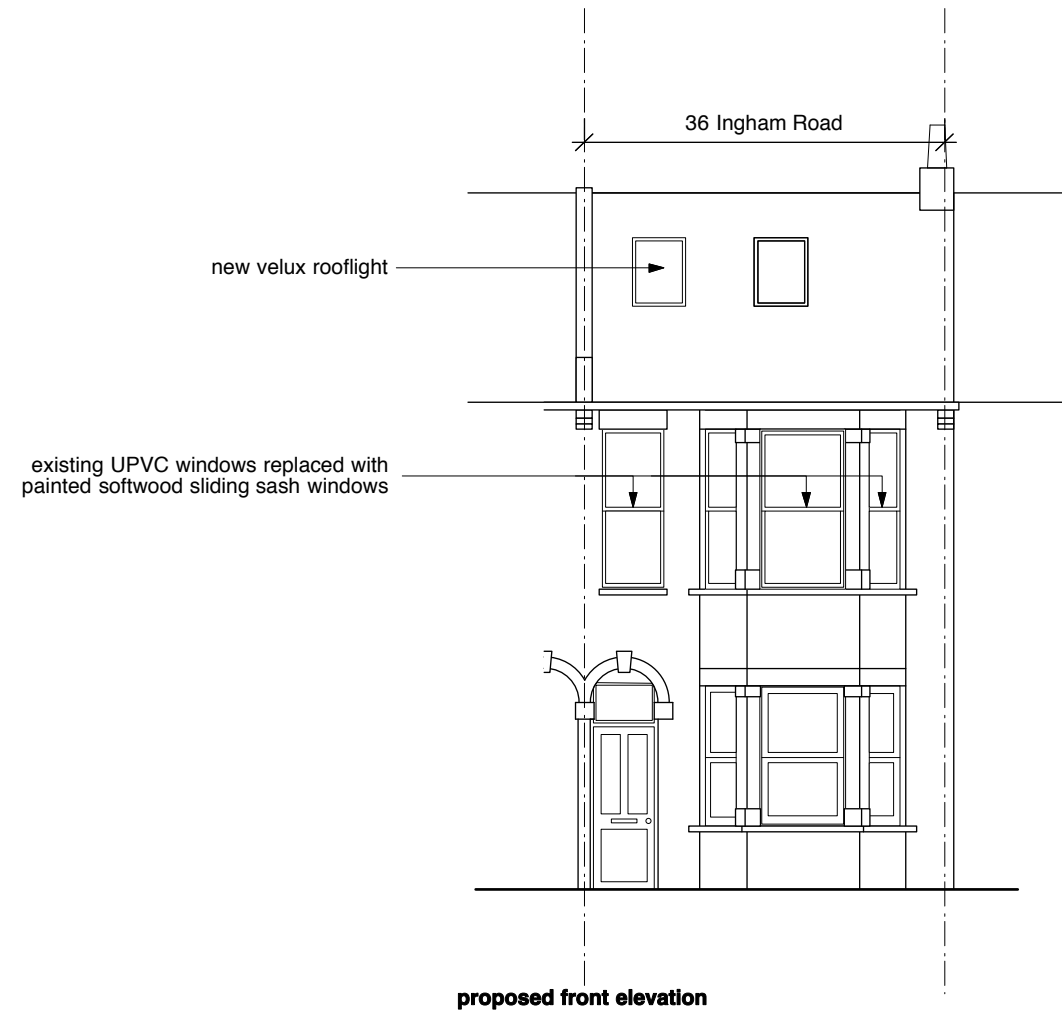 36 Ingham Road
new velux rooflight
existing UPVC windows replaced with
painted softwood sliding sash windows
proposed front elevation